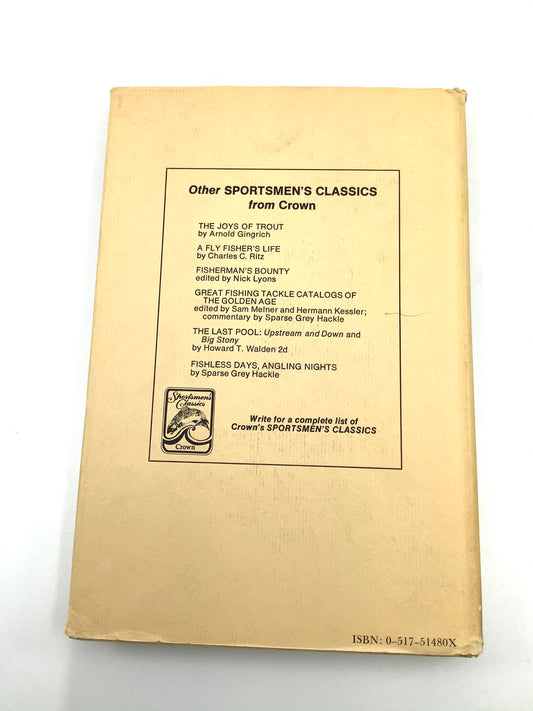 Other SPORTSMEN'S CLASSICS
from Crown
THE JOYS OF TROUT
by Arnold Gingrich
A FLY FISHER'S LIFE
by Charles C. Ritz
FISHERMAN'S BOUNTY
edited by Nick Lyons
GREAT FISHING TACKLE CATALOGS OF
THE GOLDEN AGE
edited by Sam Melner and Hermann Kessler;
commentary by Sparse Grey Hackle
THE LAST POOL: Upstream and Down and
Big Stony
by Howard T. Walden 2d
FISHLESS DAYS, ANGLING NIGHTS
by Sparse Grey Hackle
Sportsmen's
Classics
Crown
Write for a complete list of
Crown's SPORTSMEN'S CLASSICS
ISBN: 0–517–51480X